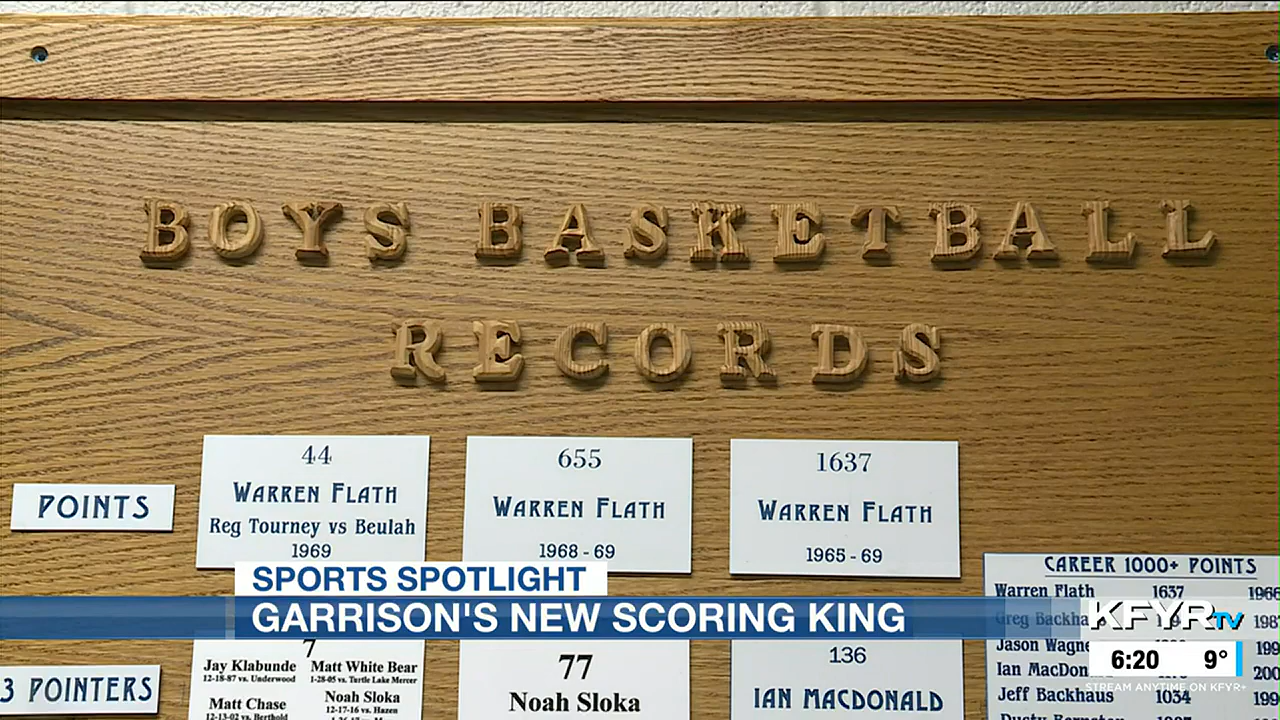 BOYS BASKETBALL
RECORDS
POINTS
44
WARREN FLATH
Reg Tourney vs Beulah
1969
655
WARREN FLATH
1968 - 69
1637
WARREN FLATH
1965 - 69
CAREER 1000+ POINTS
Warren Flath 1637
Greg
Jason
Ian
Jeff Backhaus 1034
SPORTS SPOTLIGHT
GARRISON'S NEW SCORING KING
KFYR TV
6:20 9°
STREAM ANYTIME ON KFYR+
3 POINTERS
7
Jay Klabunde
12-18-87 vs. Underwood
Matt White Bear
1-28-05 vs. Turtle Lake Mercer
Matt Chase
12-13-02 vs. Berthold
Noah Sloka
12-17-16 vs. Hazen
77
Noah Sloka
136
IAN MACDONALD